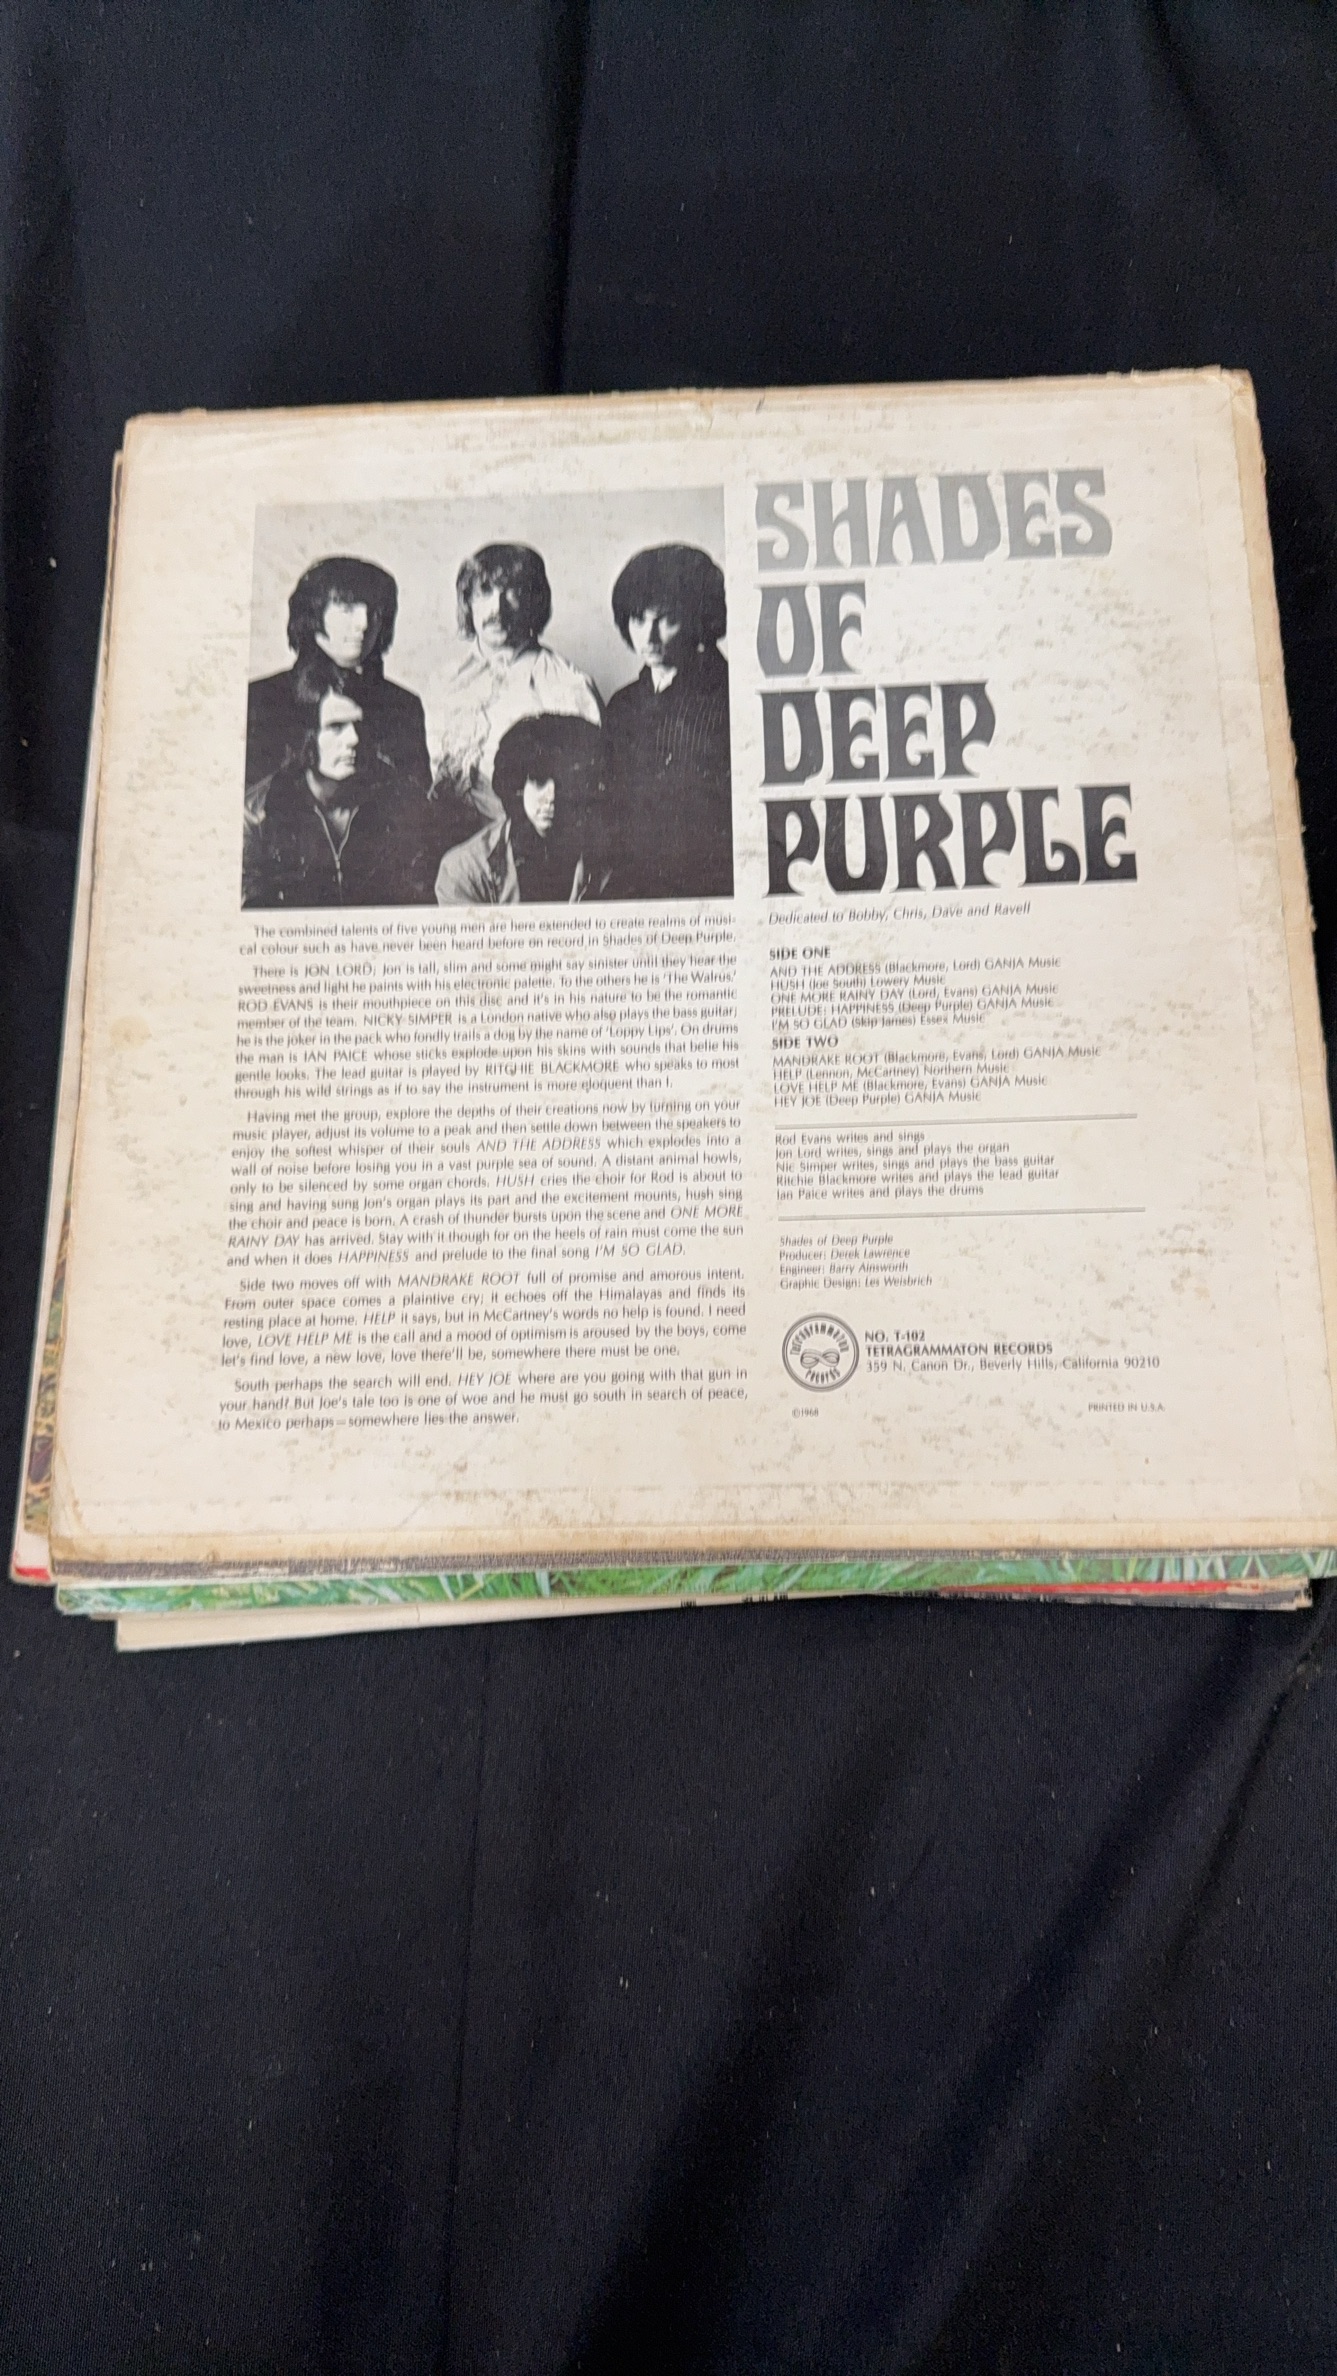 SHADES
OF
DEEP
PURPLE
Dedicated to Bobby, Chris, Dave and Ravell
The combined talents of five young men are here extended to create realms of musi-
cal colour such as have never been heard before on record in Shades of Deep Purple.
There is JON LORD; Jon is tall, slim and some might say sinister until they hear the
sweetness and light he paints with his electronic palette. To the others he is 'The Walrus.'
ROD EVANS is their mouthpiece on this disc and it's in his nature to be the romantic
member of the team. NICKY SIMPER is a London native who also plays the bass guitar;
he is the joker in the pack who fondly trails a dog by the name of 'Loppy Lips'. On drums
the man is IAN PAICE whose sticks explode upon his skins with sounds that belie his
gentle looks. The lead guitar is played by RITCHIE BLACKMORE who speaks to most
through his wild strings as if to say the instrument is more eloquent than I.
Having met the group, explore the depths of their creations now by turning on your
music player, adjust its volume to a peak and then settle down between the speakers to
enjoy the softest whisper of their souls AND THE ADDRESS which explodes into a
wall of noise before losing you in a vast purple sea of sound. A distant animal howls,
only to be silenced by some organ chords. HUSH cries the choir for Rod is about to
sing and having sung Jon's organ plays its part and the excitement mounts, hush sing
the choir and peace is born. A crash of thunder bursts upon the scene and ONE MORE
RAINY DAY has arrived. Stay with it though for on the heels of rain must come the sun
and when it does HAPPINESS and prelude to the final song I'M SO GLAD.
Side two moves off with MANDRAKE ROOT full of promise and amorous intent.
From outer space comes a plaintive cry; it echoes off the Himalayas and finds its
resting place at home. HELP it says, but in McCartney's words no help is found. I need
love, LOVE HELP ME is the call and a mood of optimism is aroused by the boys, come
let's find love, a new love, love there'll be, somewhere there must be one.
South perhaps the search will end. HEY JOE where are you going with that gun in
your hand? But Joe's tale too is one of woe and he must go south in search of peace,
to Mexico perhaps—somewhere lies the answer.
SIDE ONE
AND THE ADDRESS (Blackmore, Lord) GANJA Music
HUSH (Joe South) Lowery Music
ONE MORE RAINY DAY (Lord, Evans) GANJA Music
PRELUDE: HAPPINESS (Deep Purple) GANJA Music
I'M SO GLAD (Skip James) Essex Music
SIDE TWO
MANDRAKE ROOT (Blackmore, Evans, Lord) GANJA Music
HELP (Lennon, McCartney) Northern Music
LOVE HELP ME (Blackmore, Evans) GANJA Music
HEY JOE (Deep Purple) GANJA Music
Rod Evans writes and sings
Jon Lord writes, sings and plays the organ
Nic Simper writes, sings and plays the bass guitar
Ritchie Blackmore writes and plays the lead guitar
Ian Paice writes and plays the drums
Shades of Deep Purple
Producer: Derek Lawrence
Engineer: Barry Ainsworth
Graphic Design: Les Weisbrich
TETRAGRAMMATON
RECORDS
NO. T-102
TETRAGRAMMATON RECORDS
359 N. Canon Dr., Beverly Hills, California 90210
©1968
PRINTED IN U.S.A.